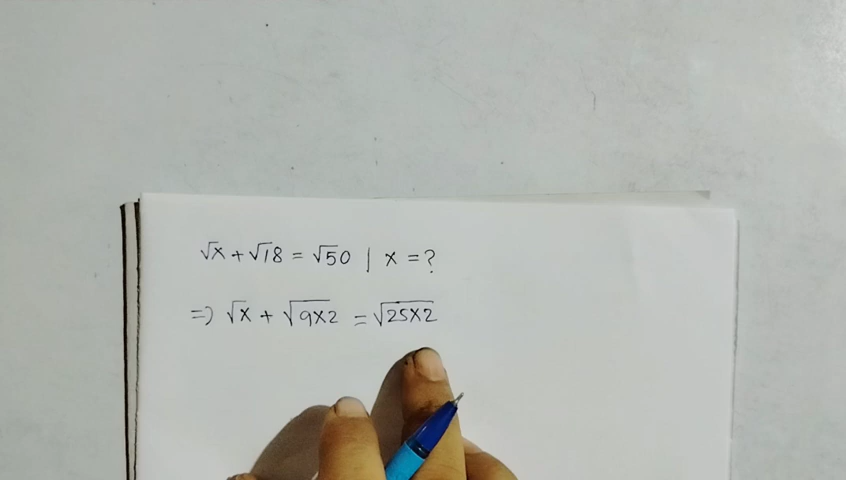 √x + √18 = √50 | x = ?
=> √x + √9x2 = √25x2